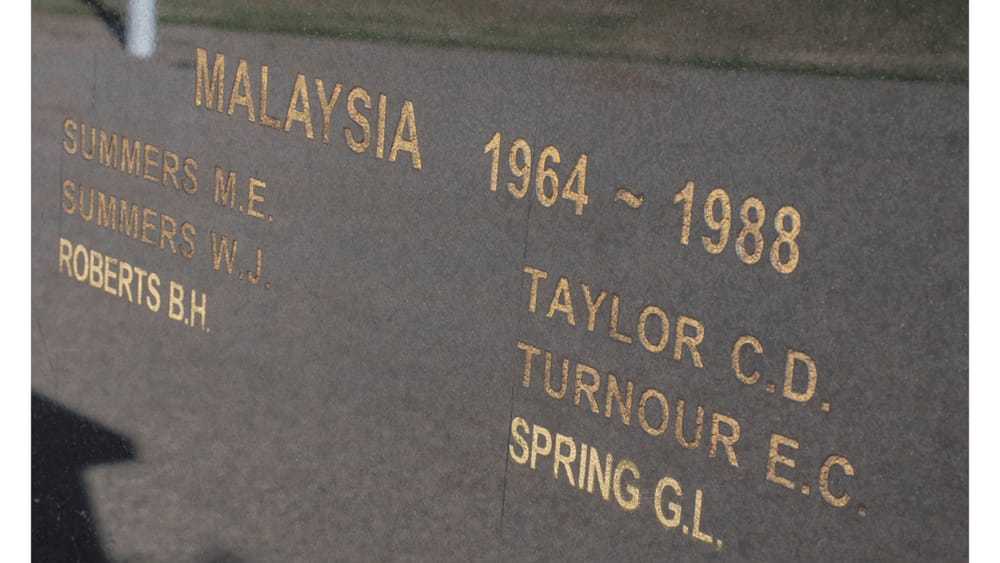 MALAYSIA 1964 ~ 1988
SUMMERS M.E.
SUMMERS W.J.
ROBERTS B.H.
TAYLOR C.D.
TURNOUR E.C.
SPRING G.L.